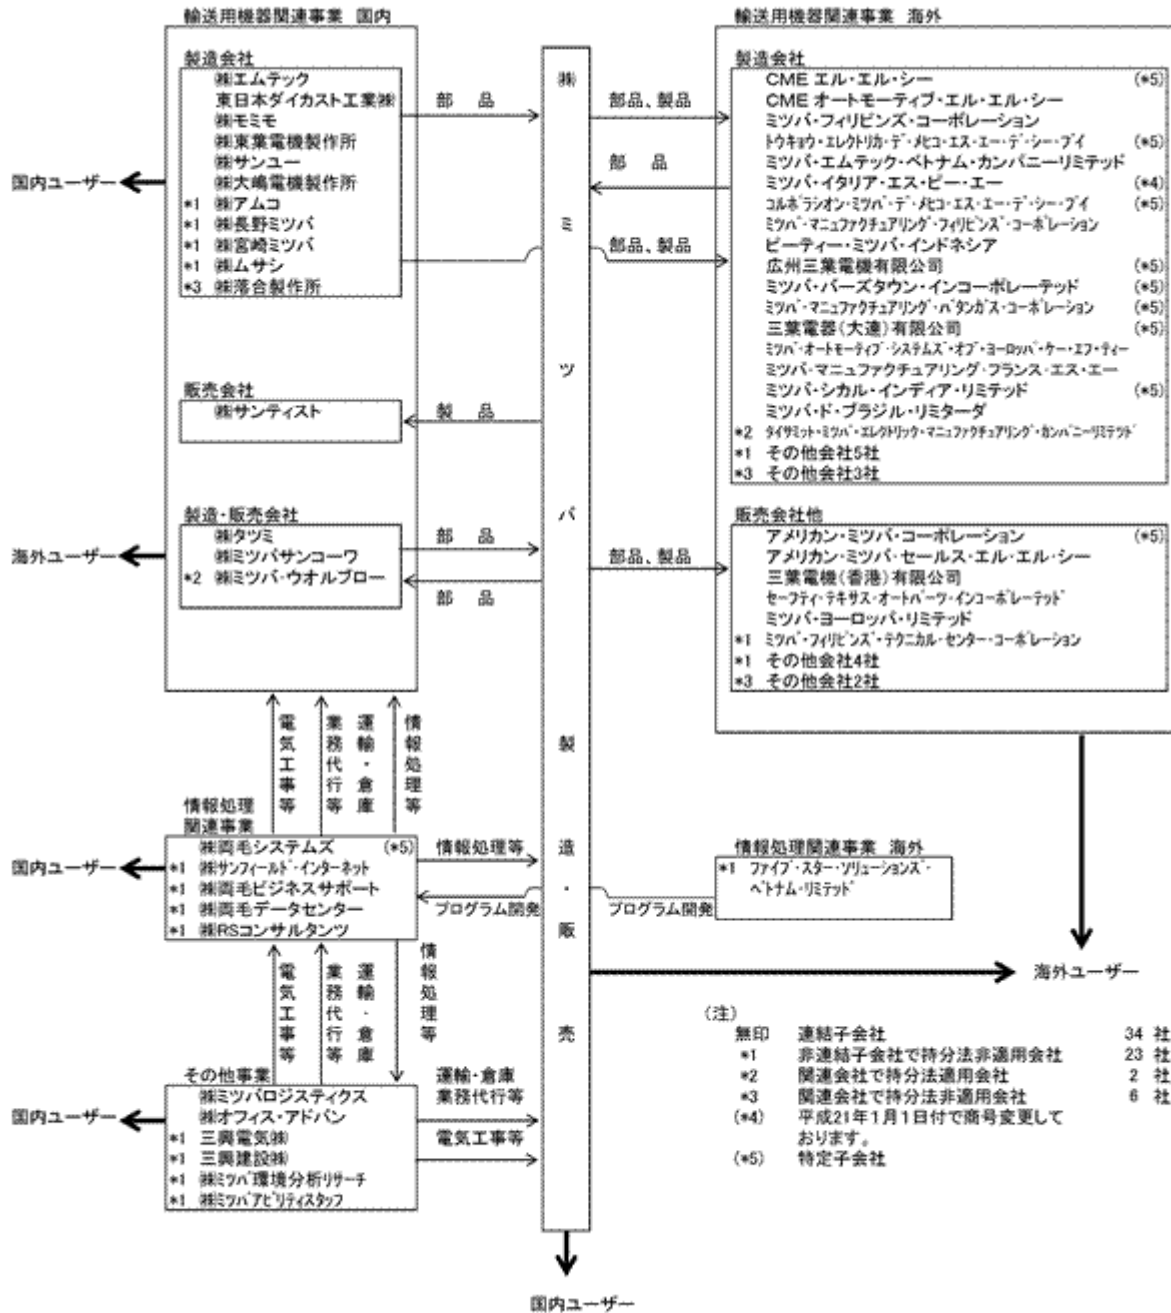 輸送用機器関連事業 国内
製造会社
㈱エムテック
東日本ダイカスト工業㈱
㈱モミモ
㈱東葉電機製作所
㈱サンユー
㈱大嶋電機製作所
*1 ㈱アムコ
*1 ㈱長野ミツバ
*1 ㈱宮崎ミツバ
*1 ㈱ムサシ
*3 ㈱落合製作所
国内ユーザー
販売会社
㈱サンティスト
製造・販売会社
㈱タツミ
㈱ミツバサンコーワ
*2 ㈱ミツバ・ウオルブロー
海外ユーザー
部 品
製 品
部 品
部 品
㈱ミツバ 製造・販売
部品、製品
部 品
部品、製品
部品、製品
輸送用機器関連事業 海外
製造会社
CME エル・エル・シー (*5)
CME オートモーティブ・エル・エル・シー
ミツバ・フィリピンズ・コーポレーション
トウキョウ・エレクトリカ・デ・メヒコ・エス・エー・デ・シー・ブイ (*5)
ミツバ・エムテック・ベトナム・カンパニーリミテッド
ミツバ・イタリア・エス・ピー・エー (*4)
コルポラシオン・ミツバ・デ・メヒコ・エス・エー・デ・シー・ブイ (*5)
ミツバ・マニュファクチュアリング・フィリピンズ・コーポレーション
ピーティー・ミツバ・インドネシア
広州三葉電機有限公司 (*5)
ミツバ・バーズタウン・インコーポレーテッド (*5)
ミツバ・マニュファクチュアリング・バタンガス・コーポレーション (*5)
三葉電器(大連)有限公司 (*5)
ミツバ・オートモーティブ・システムズ・オブ・ヨーロッパ・ケー・エフ・ティー
ミツバ・マニュファクチュアリング・フランス・エス・エー
ミツバ・シカル・インディア・リミテッド (*5)
ミツバ・ド・ブラジル・リミターダ
*2 タイサミット・ミツバ・エレクトリック・マニュファクチュアリング・カンパニーリミテッド
*1 その他会社5社
*3 その他会社3社
販売会社他
アメリカン・ミツバ・コーポレーション (*5)
アメリカン・ミツバ・セールス・エル・エル・シー
三葉電機(香港)有限公司
セーフティ・テキサス・オートパーツ・インコーポレーテッド
ミツバ・ヨーロッパ・リミテッド
*1 ミツバ・フィリピンズ・テクニカル・センター・コーポレーション
*1 その他会社4社
*3 その他会社2社
電気工事等
業務代行等
運輸・倉庫
情報処理等
情報処理
関連事業
㈱両毛システムズ (*5)
*1 ㈱サンフィールド・インターネット
*1 ㈱両毛ビジネスサポート
*1 ㈱両毛データセンター
*1 ㈱RSコンサルタンツ
国内ユーザー
情報処理等
プログラム開発
プログラム開発
情報処理関連事業 海外
*1 ファイブ・スター・ソリューションズ・
ベトナム・リミテッド
電気工事等
業務代行等
運輸・倉庫
情報処理等
海外ユーザー
その他事業
㈱ミツバロジスティクス
㈱オフィス・アドバン
*1 三興電気㈱
*1 三興建設㈱
*1 ㈱ミツバ環境分析リサーチ
*1 ㈱ミツバアビリティスタッフ
国内ユーザー
運輸・倉庫
業務代行等
電気工事等
(注)
無印 連結子会社 34 社
*1 非連結子会社で持分法非適用会社 23 社
*2 関連会社で持分法適用会社 2 社
*3 関連会社で持分法非適用会社 6 社
(*4) 平成21年1月1日付で商号変更して
おります。
(*5) 特定子会社
国内ユーザー